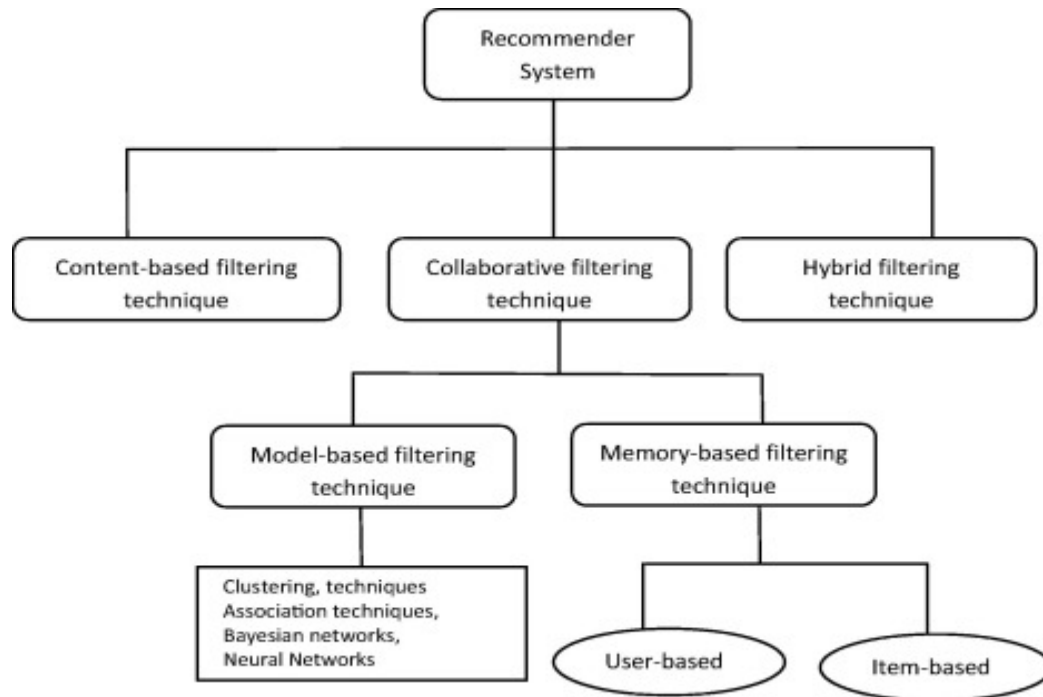 Recommender
System
Content-based filtering
technique
Collaborative filtering
technique
Hybrid filtering
technique
Model-based filtering
technique
Memory-based filtering
technique
Clustering, techniques
Association techniques,
Bayesian networks,
Neural Networks
User-based
Item-based